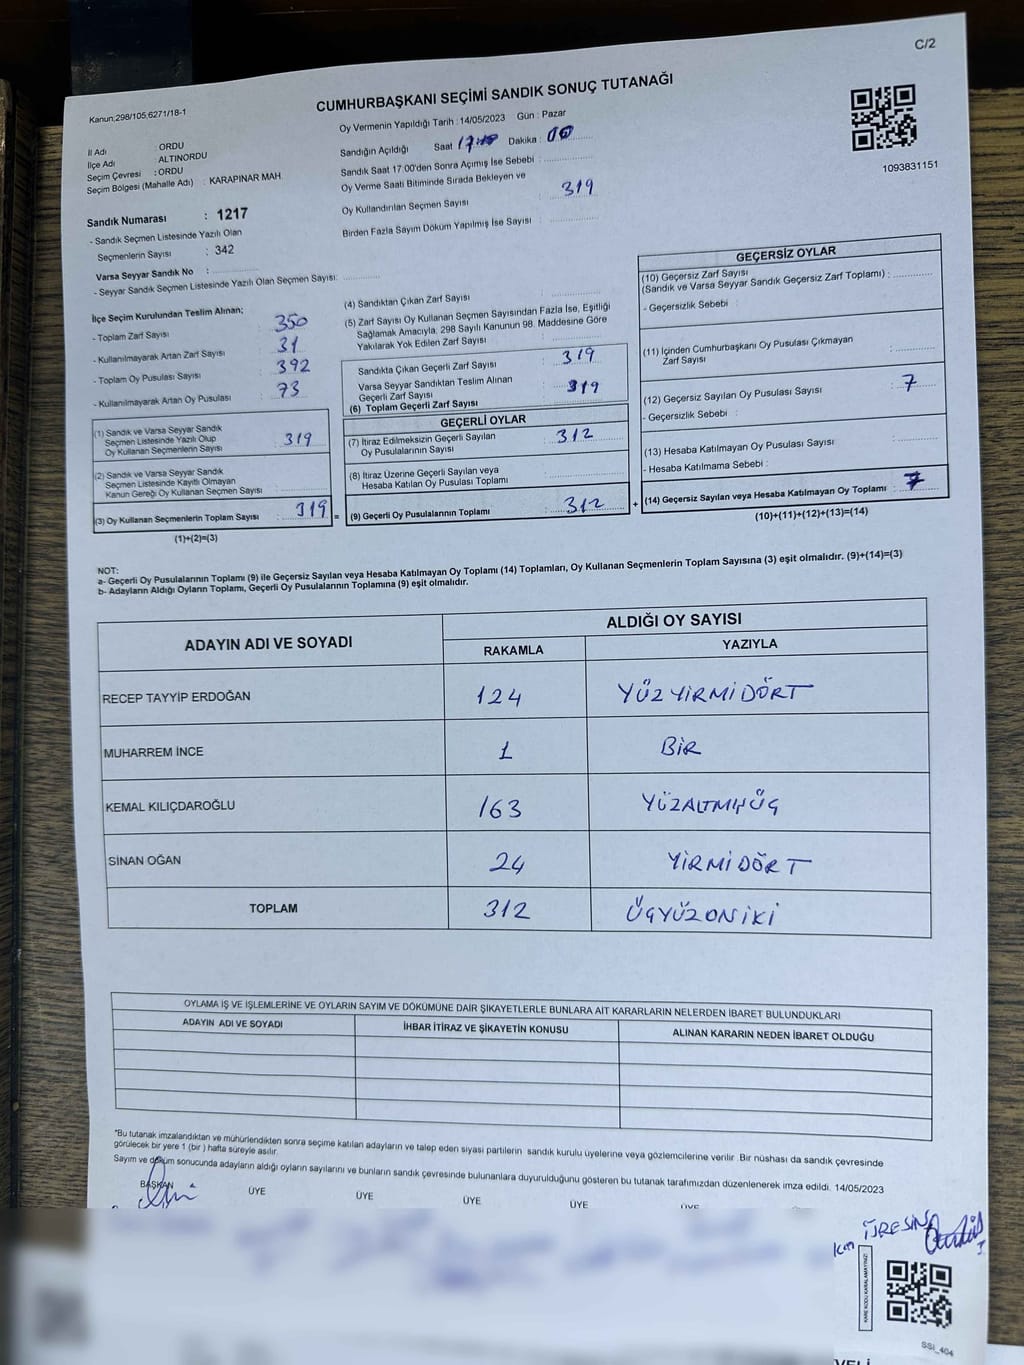 C/2
Kanun;298/105,6271/18-1
CUMHURBAŞKANI SEÇİMİ SANDIK SONUÇ TUTANAĞI
Oy Vermenin Yapıldığı Tarih : 14/05/2023 Gün : Pazar
İl Adı : ORDU
İlçe Adı : ALTINORDU
Seçim Çevresi : ORDU
Seçim Bölgesi (Mahalle Adı) : KARAPINAR MAH.
Sandık Numarası : 1217
- Sandık Seçmen Listesinde Yazılı Olan
Seçmenlerin Sayısı : 342
Varsa Seyyar Sandık No :
- Seyyar Sandık Seçmen Listesinde Yazılı Olan Seçmen Sayısı:
Sandığın Açıldığı Saat Dakika :
Sandık Saat 17:00'den Sonra Açımış İse Sebebi :
Oy Verme Saati Bitiminde Sırada Bekleyen ve
Oy Kullandırılan Seçmen Sayısı : 319
Birden Fazla Sayım Döküm Yapılmış İse Sayısı :
1093831151
İlçe Seçim Kurulundan Teslim Alınan;
- Toplam Zarf Sayısı : 350
- Kullanılmayarak Artan Zarf Sayısı : 31
- Toplam Oy Pusulası Sayısı : 392
- Kullanılmayarak Artan Oy Pusulası : 73
(1) Sandık ve Varsa Seyyar Sandık
Seçmen Listesinde Yazılı Olup
Oy Kullanan Seçmenlerin Sayısı : 319
(2) Sandık ve Varsa Seyyar Sandık
Seçmen Listesinde Kayıtlı Olmayan
Kanun Gereği Oy Kullanan Seçmen Sayısı :
(3) Oy Kullanan Seçmenlerin Toplam Sayısı : 319 =
(1)+(2)=(3)
(4) Sandıktan Çıkan Zarf Sayısı :
(5) Zarf Sayısı Oy Kullanan Seçmen Sayısından Fazla İse, Eşitliği
Sağlamak Amacıyla; 298 Sayılı Kanunun 98. Maddesine Göre
Yakılarak Yok Edilen Zarf Sayısı :
Sandıkta Çıkan Geçerli Zarf Sayısı : 319
Varsa Seyyar Sandıktan Teslim Alınan
Geçerli Zarf Sayısı :
(6) Toplam Geçerli Zarf Sayısı : 319
GEÇERLİ OYLAR
(7) İtiraz Edilmeksizin Geçerli Sayılan
Oy Pusulalarının Sayısı : 312
(8) İtiraz Üzerine Geçerli Sayılan veya
Hesaba Katılan Oy Pusulası Toplamı :
(9) Geçerli Oy Pusulalarının Toplamı : 312 +
GEÇERSİZ OYLAR
(10) Geçersiz Zarf Sayısı
(Sandık ve Varsa Seyyar Sandık Geçersiz Zarf Toplamı) :
- Geçersizlik Sebebi :
(11) İçinden Cumhurbaşkanı Oy Pusulası Çıkmayan
Zarf Sayısı :
(12) Geçersiz Sayılan Oy Pusulası Sayısı : 7
- Geçersizlik Sebebi :
(13) Hesaba Katılmayan Oy Pusulası Sayısı :
- Hesaba Katılmama Sebebi :
(14) Geçersiz Sayılan veya Hesaba Katılmayan Oy Toplamı : 7
(10)+(11)+(12)+(13)=(14)
NOT:
a- Geçerli Oy Pusulalarının Toplamı (9) ile Geçersiz Sayılan veya Hesaba Katılmayan Oy Toplamı (14) Toplamları, Oy Kullanan Seçmenlerin Toplam Sayısına (3) eşit olmalıdır. (9)+(14)=(3)
b- Adayların Aldığı Oyların Toplamı, Geçerli Oy Pusulalarının Toplamına (9) eşit olmalıdır.
ADAYIN ADI VE SOYADI
ALDIĞI OY SAYISI
RAKAMLA YAZIYLA
RECEP TAYYİP ERDOĞAN 124 YÜZYİRMİDÖRT
MUHARREM İNCE 1 BİR
KEMAL KILIÇDAROĞLU 163 YÜZALTMIŞÜÇ
SİNAN OĞAN 24 YİRMİDÖRT
TOPLAM 312 ÜÇYÜZONİKİ
OYLAMA İŞ VE İŞLEMLERİNE VE OYLARIN SAYIM VE DÖKÜMÜNE DAİR ŞİKAYETLERLE BUNLARA AİT KARARLARIN NELERDEN İBARET BULUNDUKLARI
ADAYIN ADI VE SOYADI İHBAR İTİRAZ VE ŞİKAYETİN KONUSU ALINAN KARARIN NEDEN İBARET OLDUĞU
*Bu tutanak imzalandıktan ve mühürlendikten sonra seçime katılan adayların ve talep eden siyasi partilerin sandık kurulu üyelerine veya gözlemcilerine verilir. Bir nüshası da sandık çevresinde
görülecek bir yere 1 (bir) hafta süreyle asılır.
Sayım ve döküm sonucunda adayların aldığı oyların sayılarını ve bunların sandık çevresinde bulunanlara duyurulduğunu gösteren bu tutanak tarafımızdan düzenlenerek imza edildi. 14/05/2023
BAŞKAN ÜYE ÜYE ÜYE ÜYE ÜYE
KARE KODU KARALAMAYINIZ!
SSI_404